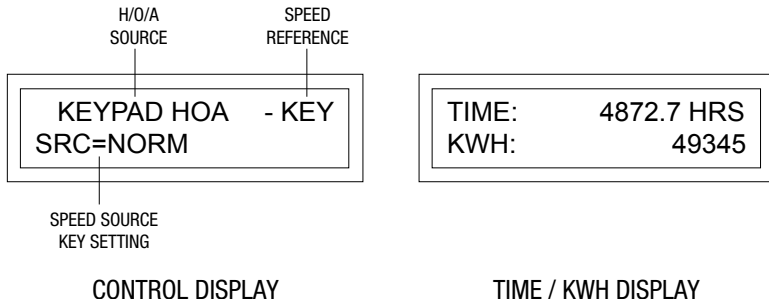 H/O/A
SOURCE
SPEED
REFERENCE
KEYPAD HOA - KEY
SRC=NORM
SPEED SOURCE
KEY SETTING
CONTROL DISPLAY
TIME: 4872.7 HRS
KWH: 49345
TIME / KWH DISPLAY